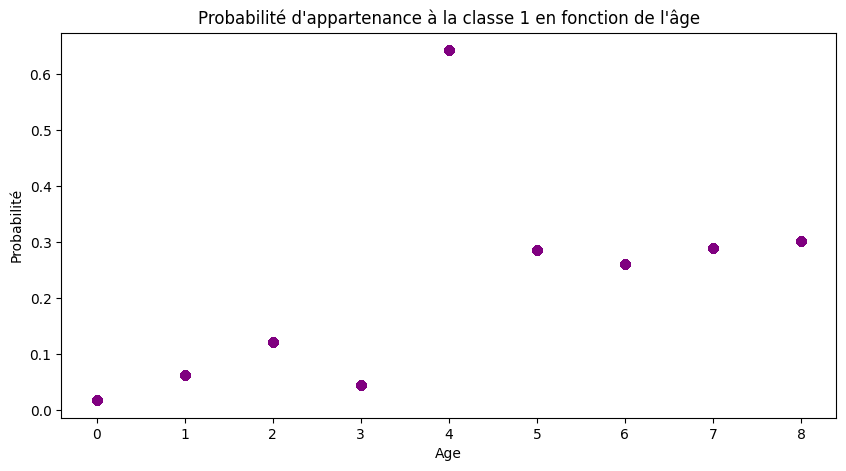 Probabilité d'appartenance à la classe 1 en fonction de l'âge
0.6
0.5
0.4
0.3
0.2
0.1
0.0
Probabilité
0 1 2 3 4 5 6 7 8
Age